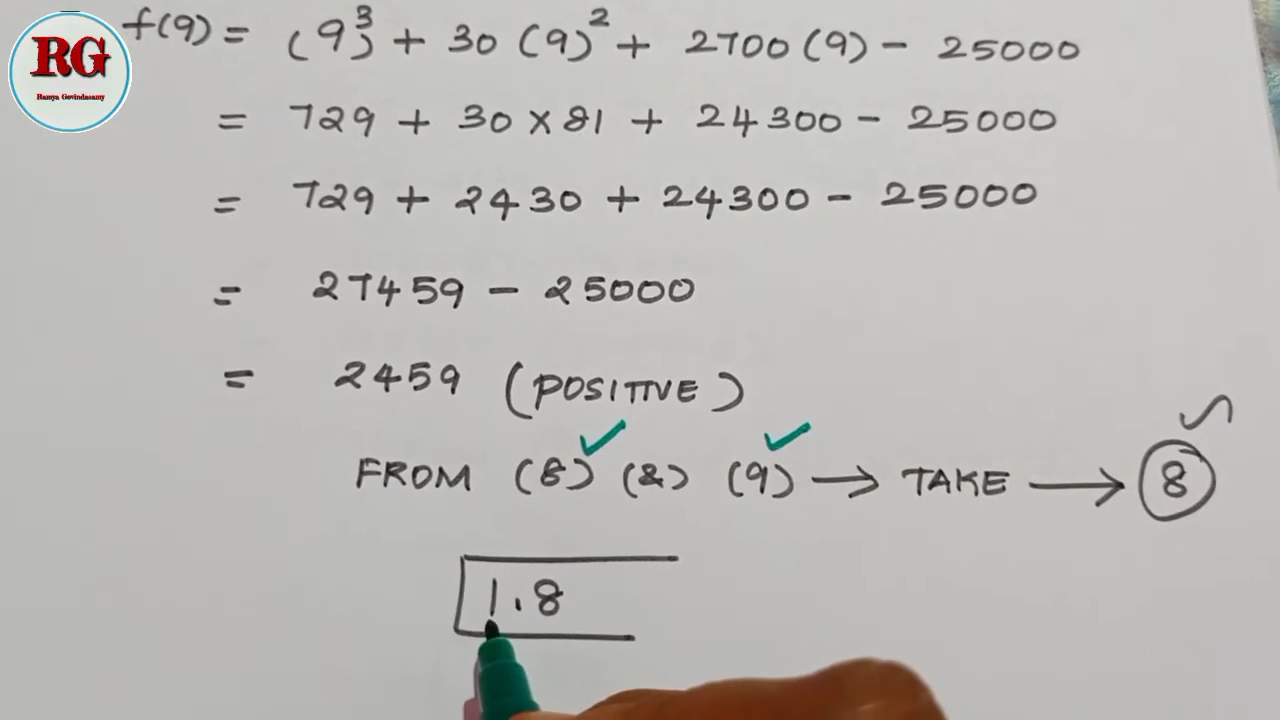 RG
Ramya Govindasamy
f(9) = (9)³ + 30 (9)² + 2700 (9) - 25000
= 729 + 30 × 81 + 24300 - 25000
= 729 + 2430 + 24300 - 25000
= 27459 - 25000
= 2459 (POSITIVE)
FROM (8) (&) (9) → TAKE → 8
1.8